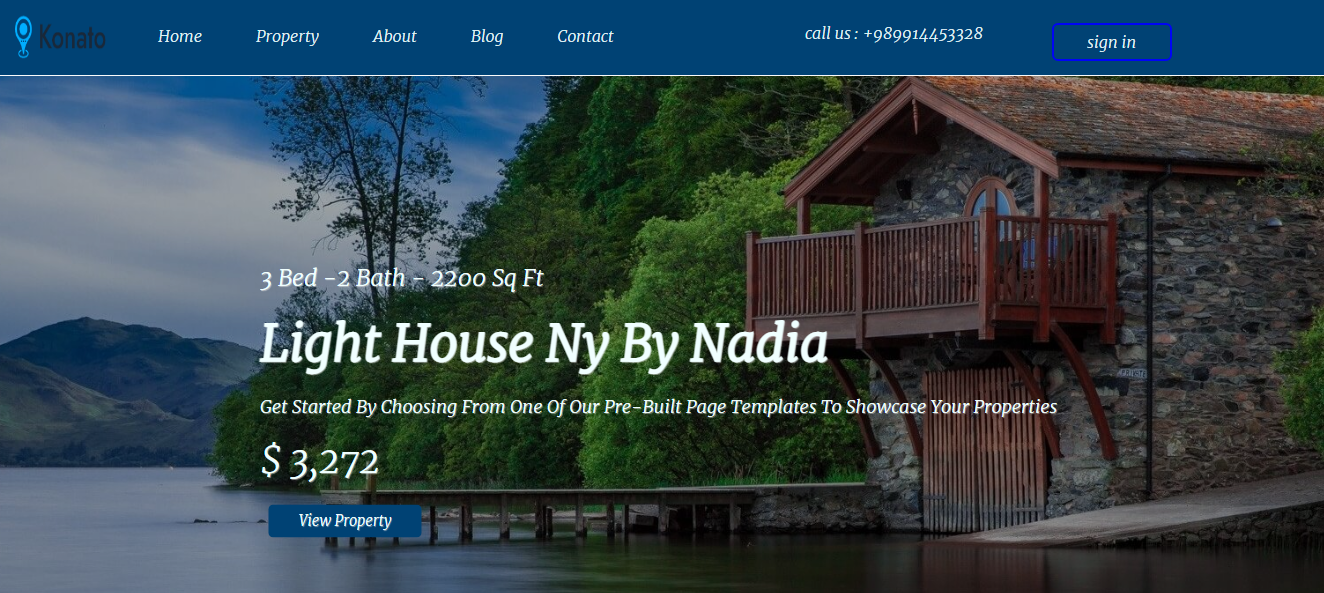 Konato
Home Property About Blog Contact
call us : +989914453328
sign in
3 Bed -2 Bath - 2200 Sq Ft
Light House Ny By Nadia
Get Started By Choosing From One Of Our Pre-Built Page Templates To Showcase Your Properties
$ 3,272
View Property